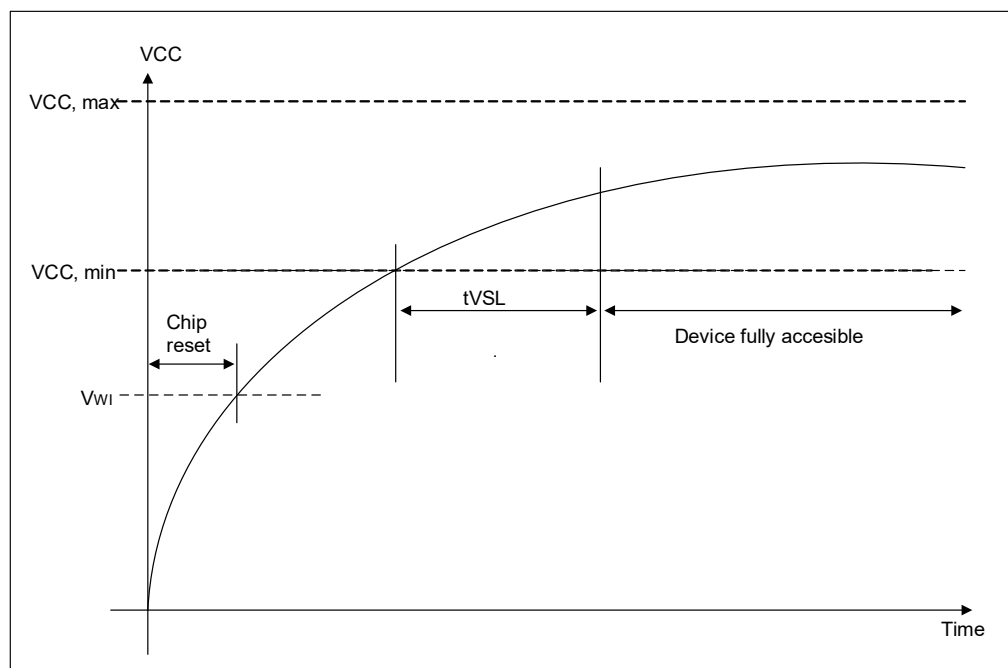 VCC
VCC, max
VCC, min
tVSL
Chip
reset
Device fully accesible
VWI
Time